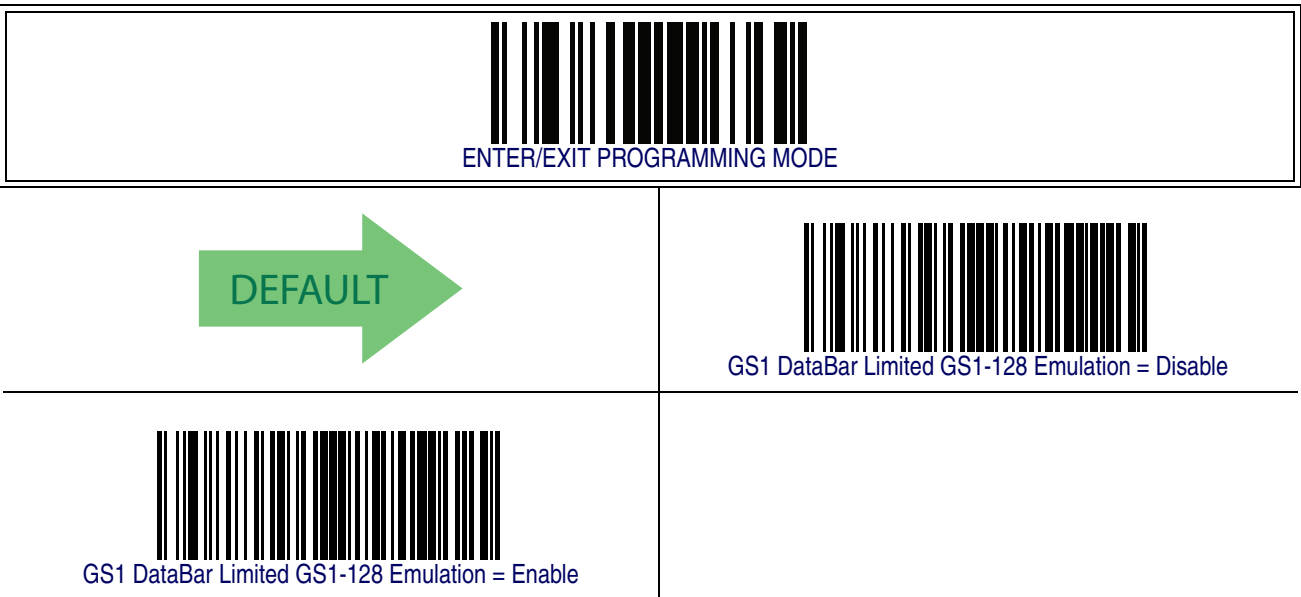 ENTER/EXIT PROGRAMMING MODE
DEFAULT
GS1 DataBar Limited GS1-128 Emulation = Disable
GS1 DataBar Limited GS1-128 Emulation = Enable